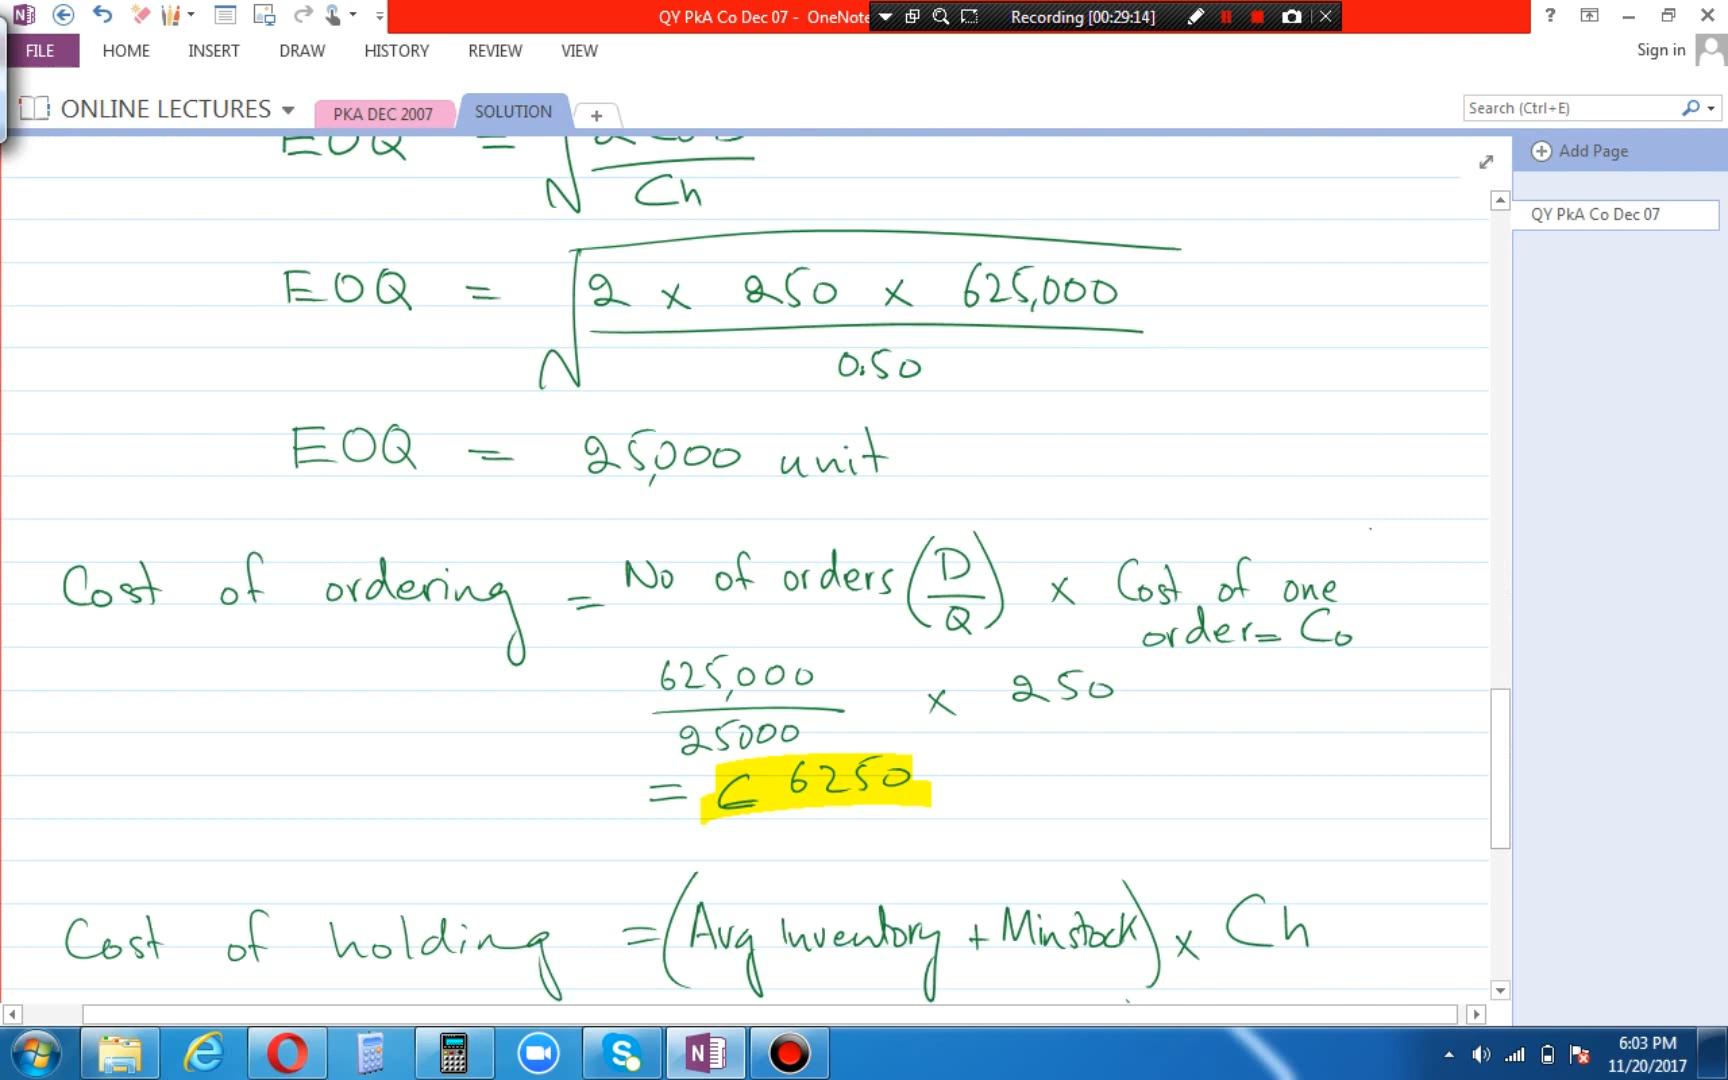 QY PkA Co Dec 07 - OneNote
Recording [00:29:14]
FILE HOME INSERT DRAW HISTORY REVIEW VIEW
Sign in
ONLINE LECTURES PKA DEC 2007 SOLUTION
Search (Ctrl+E)
Add Page
QY PkA Co Dec 07
EOQ =
Ch
EOQ = √ 2 x 250 x 625,000
0.50
EOQ = 25,000 unit
Cost of ordering = No of orders (D/Q) x Cost of one
order = Co
625,000
25000
x 250
= € 6250
Cost of holding = (Avg Inventory + Min stock) x Ch
6:03 PM
11/20/2017